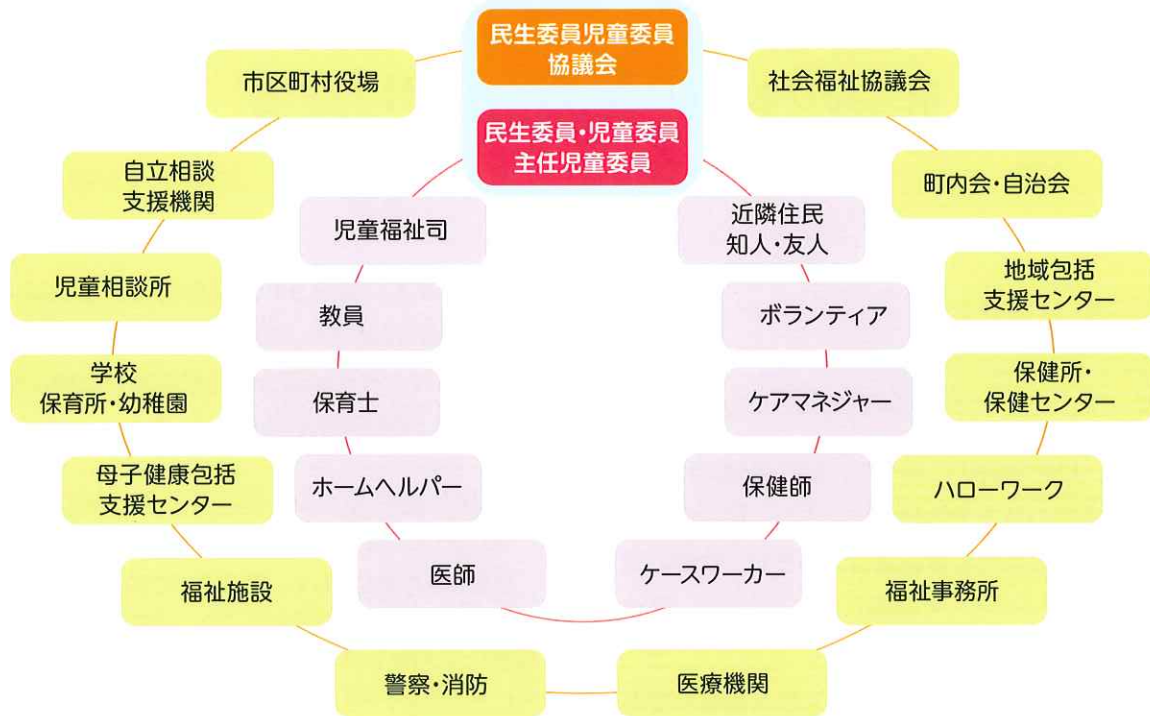 民生委員児童委員
協議会
民生委員・児童委員
主任児童委員
市区町村役場
社会福祉協議会
自立相談
支援機関
町内会・自治会
児童福祉司
近隣住民
知人・友人
児童相談所
地域包括
支援センター
教員
ボランティア
学校
保育所・幼稚園
保健所・
保健センター
保育士
ケアマネジャー
母子健康包括
支援センター
ハローワーク
ホームヘルパー
保健師
福祉施設
福祉事務所
医師
ケースワーカー
警察・消防
医療機関